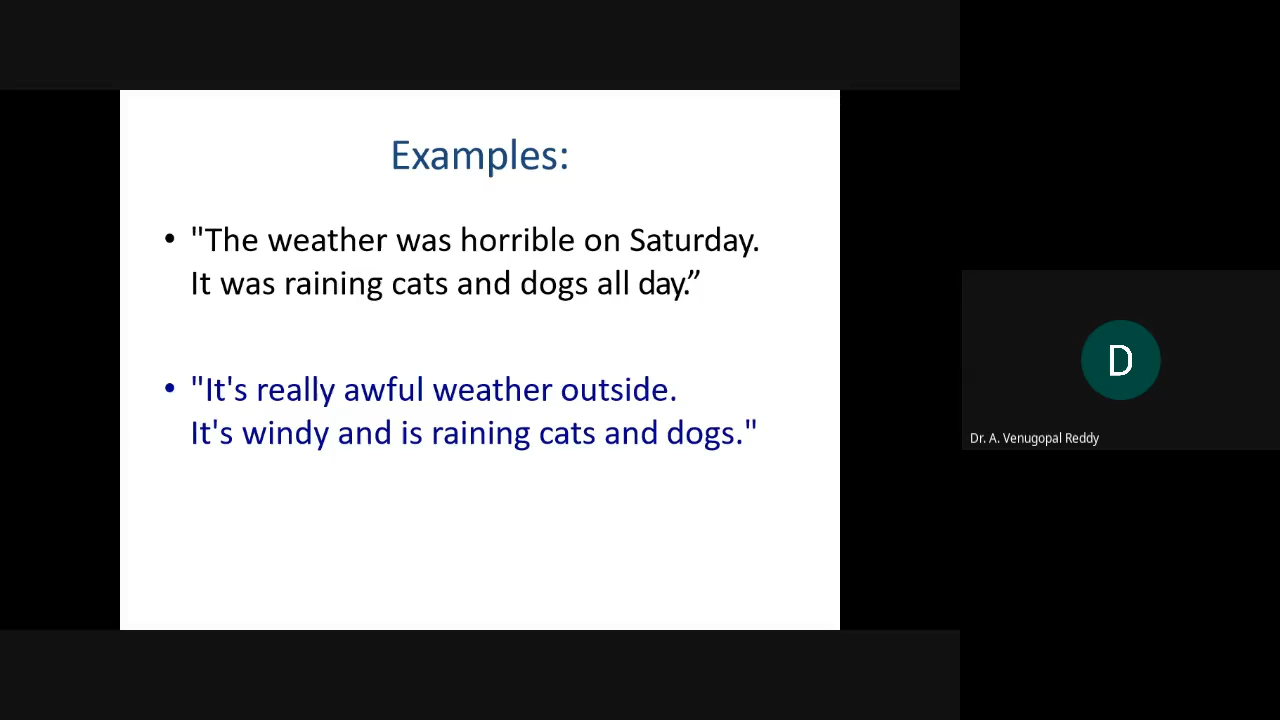 Examples:
• "The weather was horrible on Saturday.
It was raining cats and dogs all day.”
• "It's really awful weather outside.
It's windy and is raining cats and dogs."
D
Dr. A. Venugopal Reddy